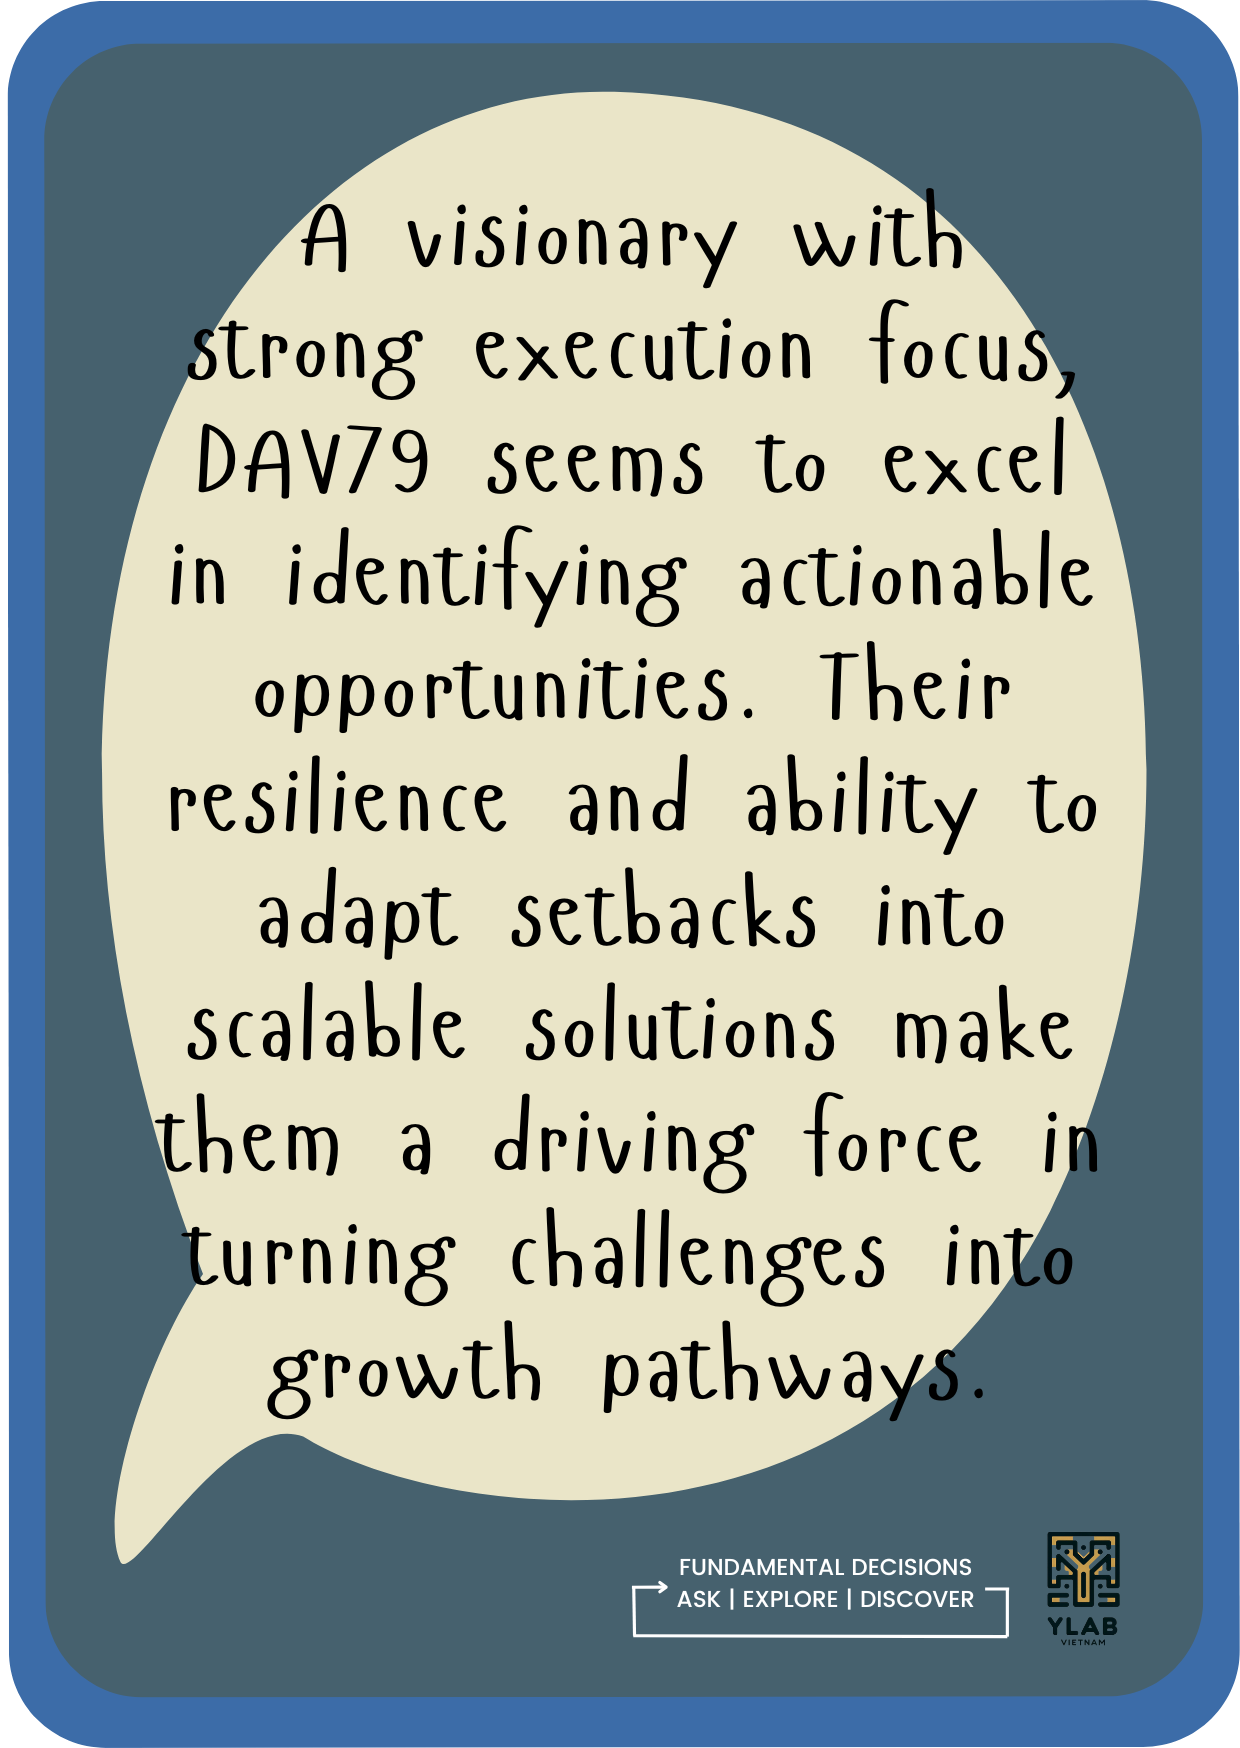 A visionary with
strong execution focus,
DAV79 seems to excel
in identifying actionable
opportunities. Their
resilience and ability to
adapt setbacks into
scalable solutions make
them a driving force in
turning challenges into
growth pathways.
FUNDAMENTAL DECISIONS
ASK | EXPLORE | DISCOVER
YLAB
VIETNAM